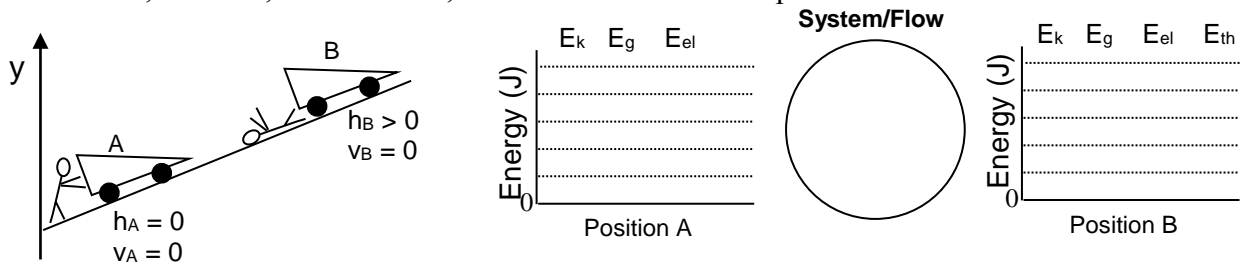 System/Flow
y
A
hA = 0
vA = 0
B
hB > 0
vB = 0
Energy (J)
Ek Eg Eel
0
Position A
Energy (J)
Ek Eg Eel Eth
0
Position B